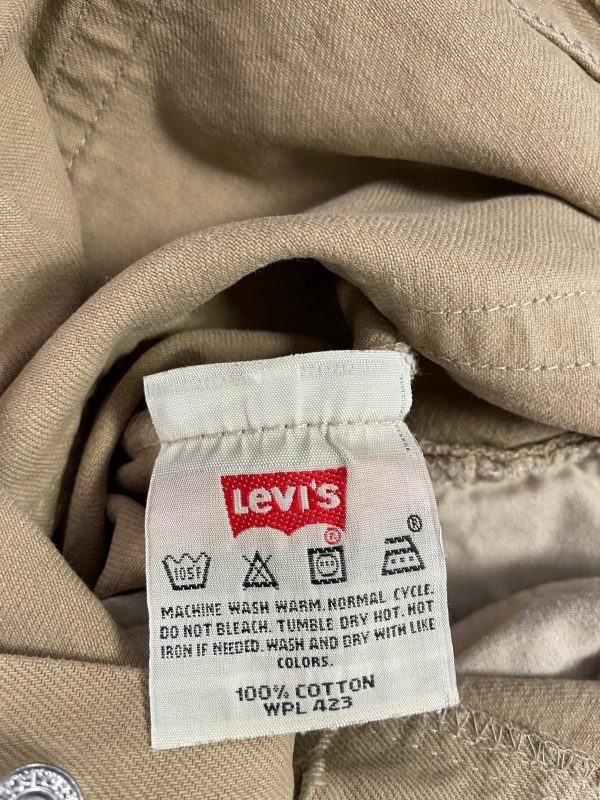 LEVI'S
®
®
105F
MACHINE WASH WARM. NORMAL CYCLE.
DO NOT BLEACH. TUMBLE DRY HOT. HOT
IRON IF NEEDED. WASH AND DRY WITH LIKE
COLORS.
100% COTTON
WPL 423